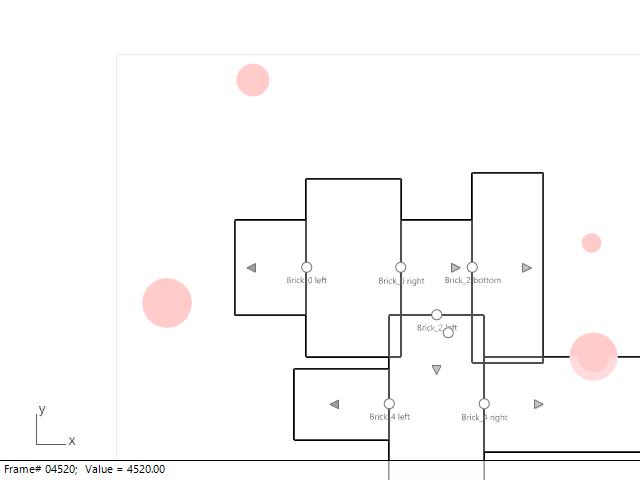 Brick_0 left
Brick_0 right
Brick_2 bottom
Brick_2 left
Brick_4 left
Brick_4 right
y
x
Frame# 04520; Value = 4520.00